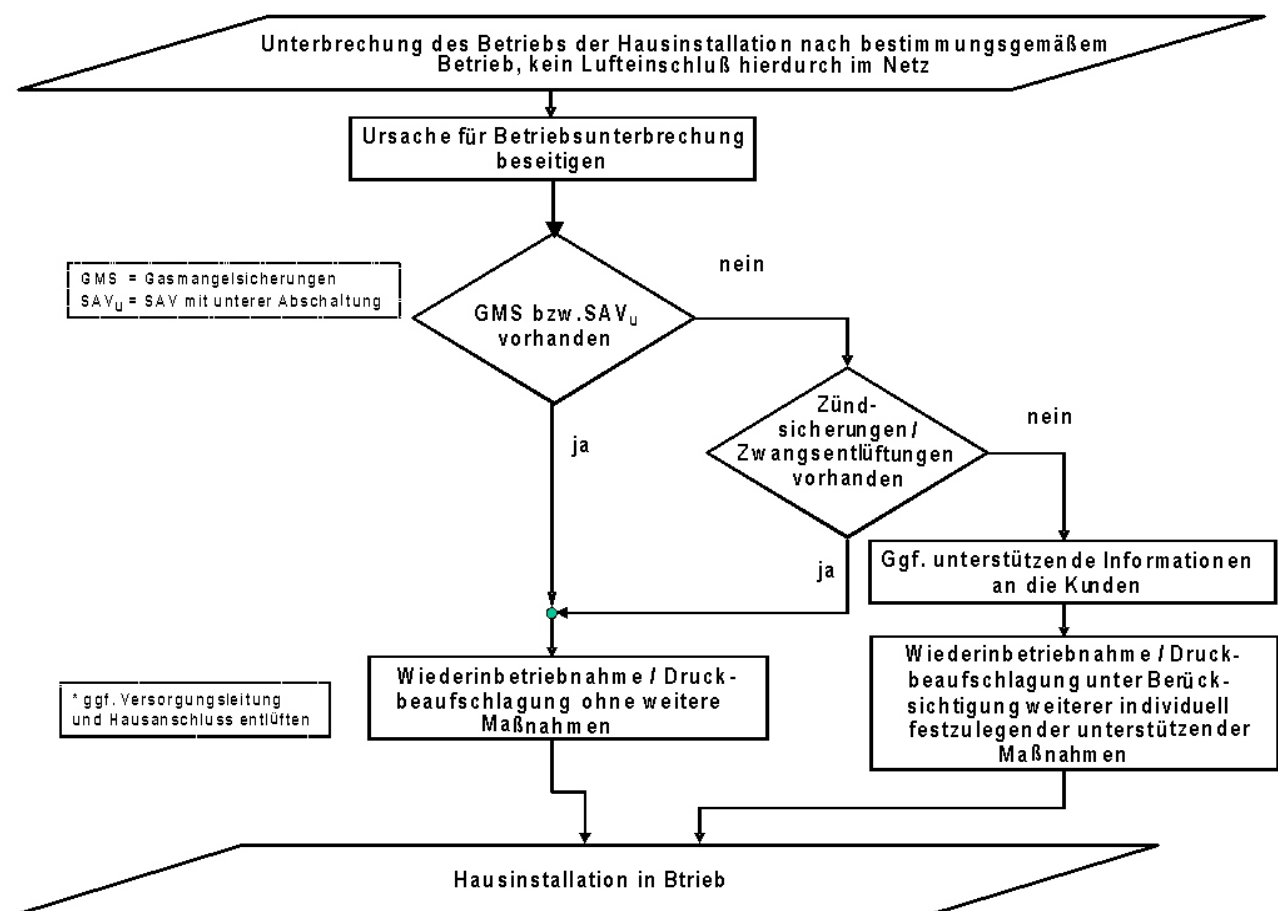 Unterbrechung des Betriebs der Hausinstallation nach bestimmungsgemäßem
Betrieb, kein Lufteinschluß hierdurch im Netz
Ursache für Betriebsunterbrechung
beseitigen
nein
GMS = Gasmangelsicherungen
SAVu = SAV mit unterer Abschaltung
GMS bzw.SAVu
vorhanden
Zünd-
sicherungen/
Zwangsentlüftungen
vorhanden
nein
ja
ja
Ggf. unterstützende Informationen
an die Kunden
Wiederinbetriebnahme / Druck-
beaufschlagung ohne weitere
Maßnahmen
Wiederinbetriebnahme / Druck-
beaufschlagung unter Berück-
sichtigung weiterer individuell
festzulegender unterstützender
Maßnahmen
* ggf. Versorgungsleitung
und Hausanschluss entlüften
Hausinstallation in Btrieb